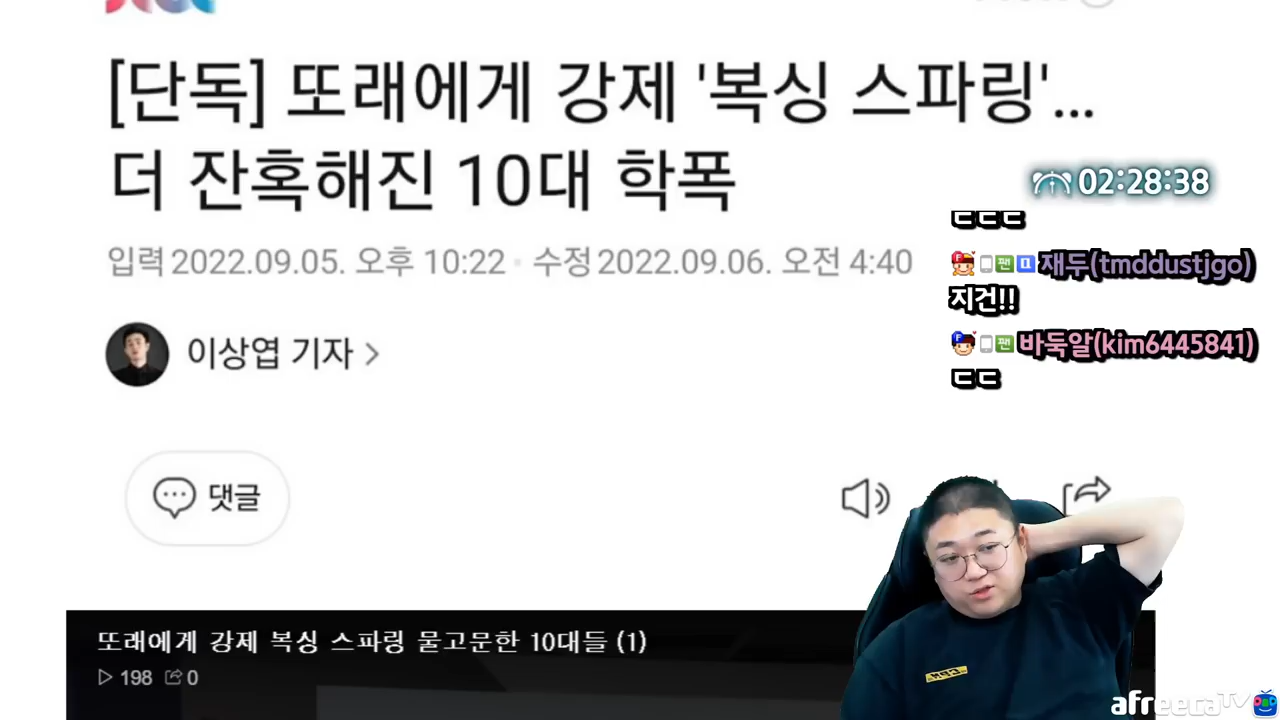 [단독] 또래에게 강제 '복싱 스파링'...
더 잔혹해진 10대 학폭
입력 2022.09.05. 오후 10:22 · 수정 2022.09.06. 오전 4:40
이상엽 기자 >
댓글
또래에게 강제 복싱 스파링 물고문한 10대들 (1)
198 0
02:28:38
ㄷㄷㄷ
재두(tmddustjgo)
지건!!
바둑알(kim6445841)
ㄷㄷ
afreecaTV